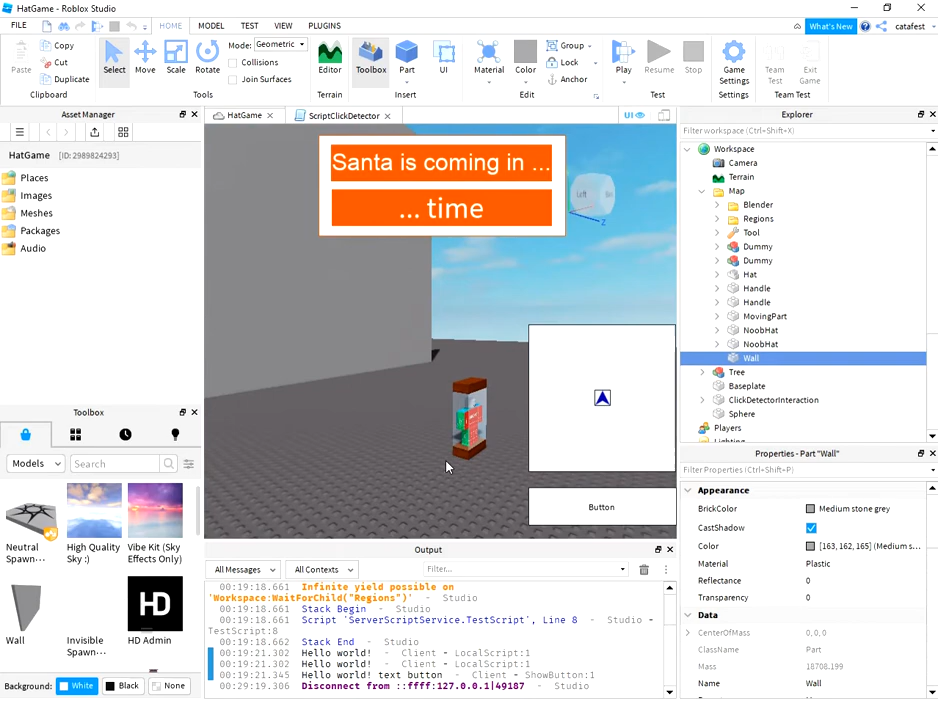 HatGame - Roblox Studio
FILE HOME MODEL TEST VIEW PLUGINS What's New catafest
Paste Copy Cut Duplicate
Select Move Scale Rotate
Mode: Geometric
Collisions
Join Surfaces
Editor Toolbox Part UI
Material Color Group Lock Anchor
Play Resume Stop
Game Settings
Team Test
Exit Game
Clipboard Tools Terrain Insert Edit Test Settings Team Test
Asset Manager
HatGame [ID: 2989824293]
Places
Images
Meshes
Packages
Audio
Toolbox
Models Search
Neutral Spawn...
High Quality Sky :)
Vibe Kit (Sky Effects Only)
Wall
Invisible Spawn...
HD
HD Admin
Background: White Black None
HatGame ScriptClickDetector UI
Santa is coming in ...
... time
Left
Button
Output
All Messages All Contexts Filter...
00:19:18.661 Infinite yield possible on
'Workspace:WaitForChild("Regions")' - Studio
00:19:18.661 Stack Begin - Studio
00:19:18.661 Script 'ServerScriptService.TestScript', Line 8 - Studio -
TestScript:8
00:19:18.662 Stack End - Studio
00:19:21.302 Hello world! - Client - LocalScript:1
00:19:21.302 Hello world! - Client - LocalScript:1
00:19:21.345 Hello world! text button - Client - ShowButton:1
00:29:19.306 Disconnect from ::ffff:127.0.0.1|49187 - Studio
Explorer
Filter workspace (Ctrl+Shift+X)
Workspace
Camera
Terrain
Map
Blender
Regions
Tool
Dummy
Dummy
Hat
Handle
Handle
MovingPart
NoobHat
NoobHat
Wall
Tree
Baseplate
ClickDetectorInteraction
Sphere
Players
Lighting
Properties - Part "Wall"
Filter Properties (Ctrl+Shift+P)
Appearance
BrickColor Medium stone grey
CastShadow
Color [163, 162, 165] (Medium s...
Material Plastic
Reflectance 0
Transparency 0
Data
CenterOfMass 0, 0, 0
ClassName Part
Mass 18708.199
Name Wall